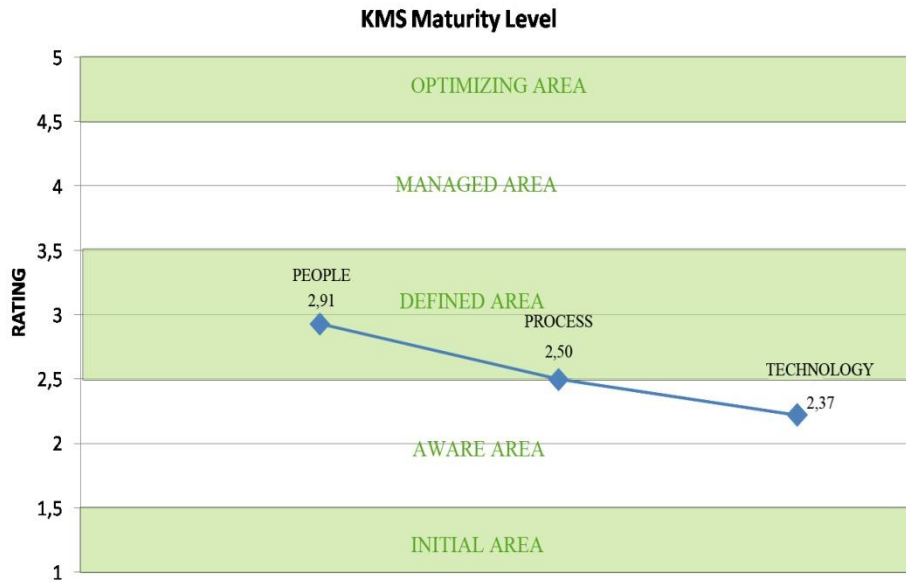 KMS Maturity Level
5
OPTIMIZING AREA
4,5
MANAGED AREA
4
3,5
PEOPLE
2,91
DEFINED AREA
3
PROCESS
2,50
2,5
TECHNOLOGY
2,37
2
AWARE AREA
1,5
INITIAL AREA
1
RATING